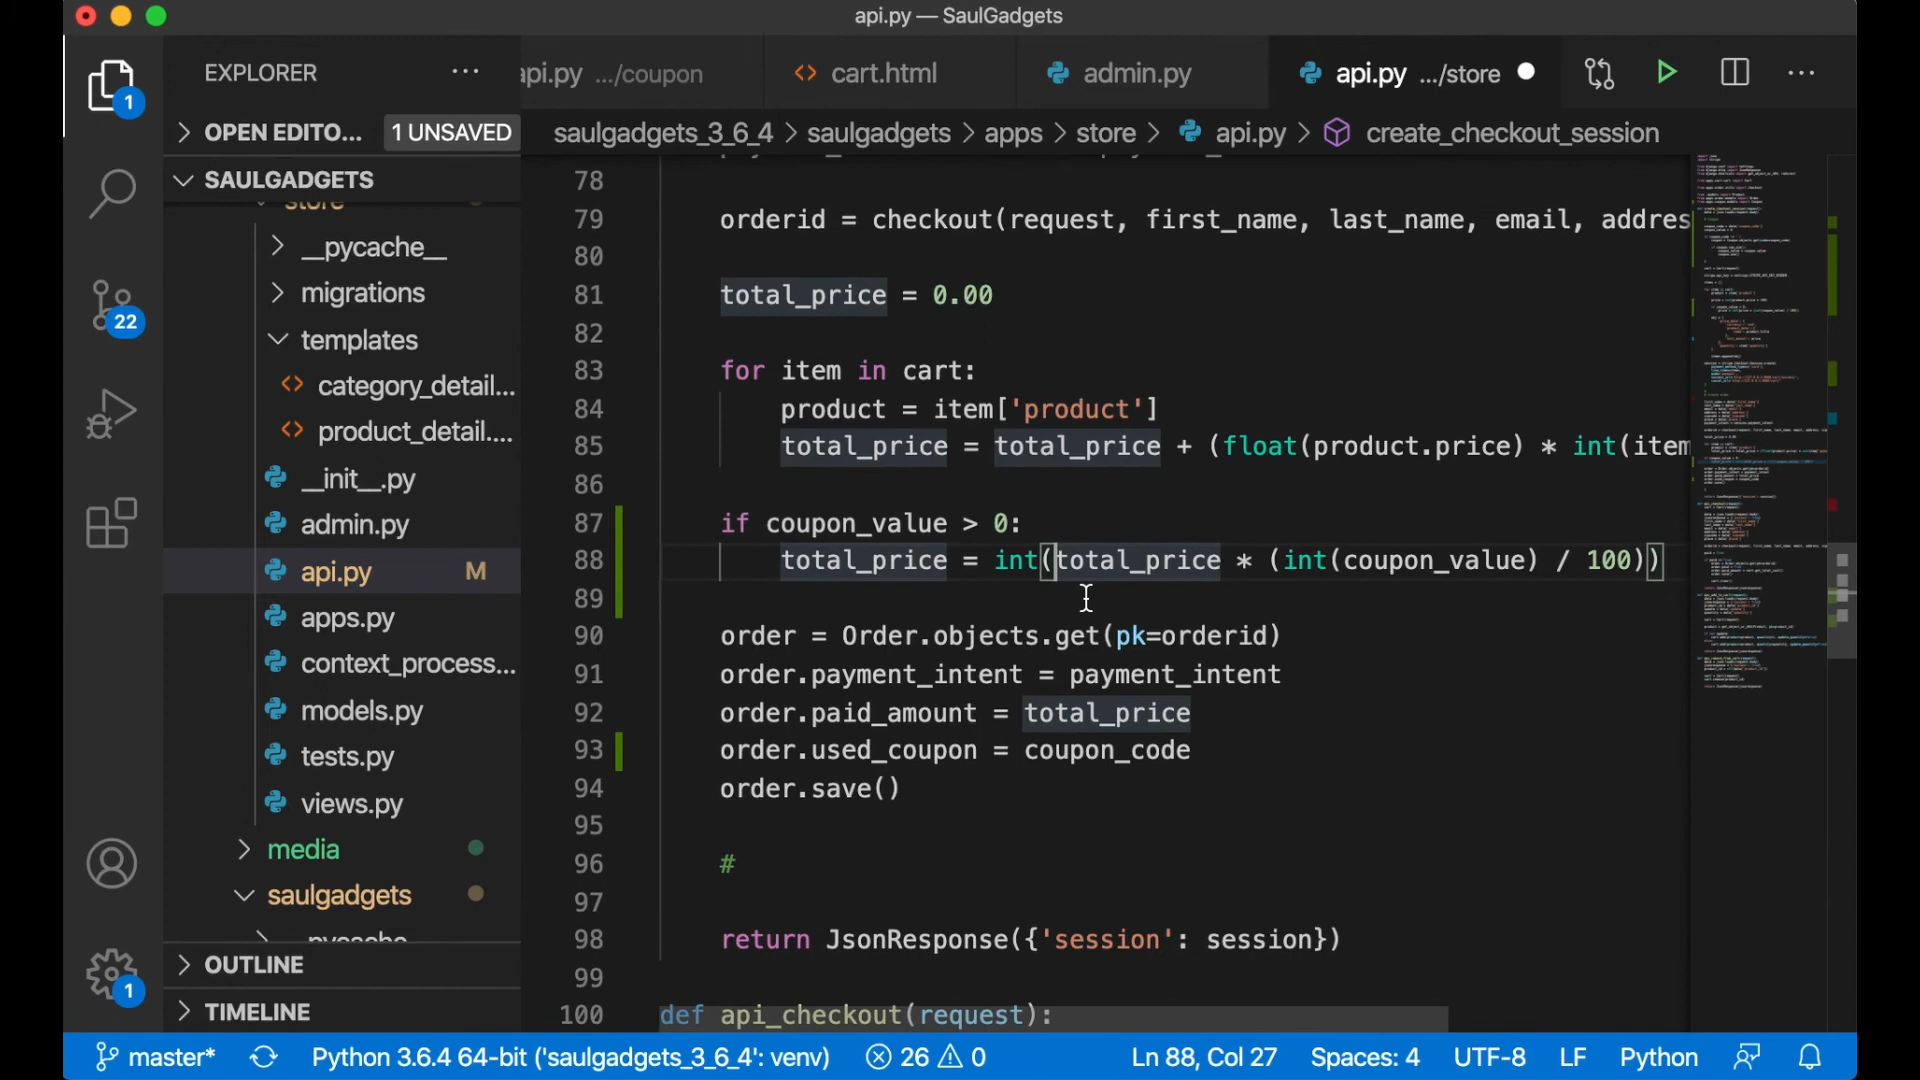 api.py — SaulGadgets
EXPLORER
api.py .../coupon
cart.html
admin.py
api.py .../store
1
OPEN EDITO... 1 UNSAVED
saulgadgets_3_6_4 > saulgadgets > apps > store > api.py > create_checkout_session
SAULGADGETS
store
__pycache__
migrations
templates
category_detail...
product_detail....
__init__.py
admin.py
api.py M
apps.py
context_process...
models.py
tests.py
views.py
media
saulgadgets
pycache
OUTLINE
TIMELINE
22
1
78
79 orderid = checkout(request, first_name, last_name, email, addres
80
81 total_price = 0.00
82
83 for item in cart:
84 product = item['product']
85 total_price = total_price + (float(product.price) * int(item
86
87 if coupon_value > 0:
88 total_price = int(total_price * (int(coupon_value) / 100))
89
90 order = Order.objects.get(pk=orderid)
91 order.payment_intent = payment_intent
92 order.paid_amount = total_price
93 order.used_coupon = coupon_code
94 order.save()
95
96 #
97
98 return JsonResponse({'session': session})
99
100 def api_checkout(request):
master* Python 3.6.4 64-bit ('saulgadgets_3_6_4': venv) 26 0 Ln 88, Col 27 Spaces: 4 UTF-8 LF Python